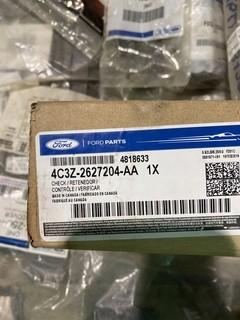 Ford
FORD PARTS
4818633
4C3Z-2627204-AA 1X
CHECK / RETENEDOR /
CONTRÔLE / VERIFICAR
MADE IN CANADA / FABRICADO EN CANADA
FABRIQUÉ AU CANADA